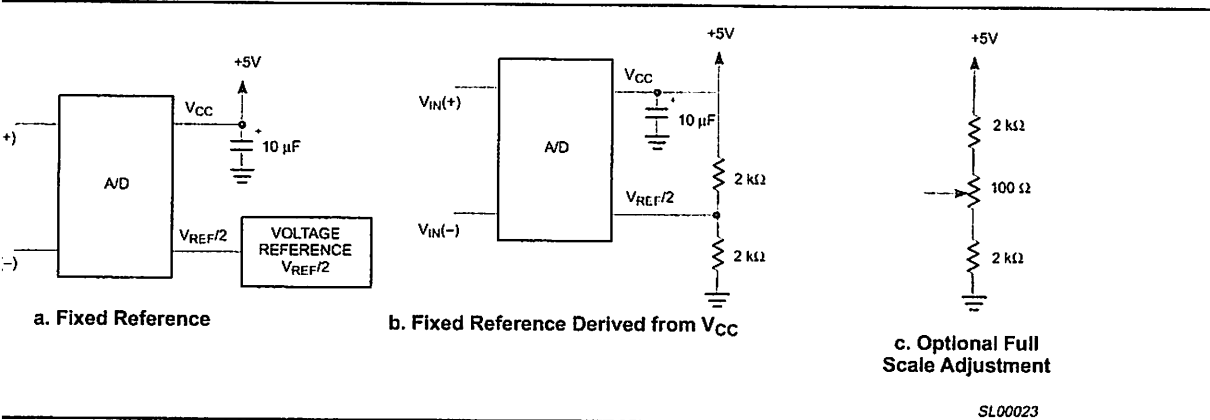 +5V
VCC
+)
10 µF
+
A/D
VREF/2
–)
VOLTAGE
REFERENCE
VREF/2
a. Fixed Reference
+5V
VCC
VIN(+)
+
10 µF
A/D
2 kΩ
VREF/2
VIN(–)
2 kΩ
b. Fixed Reference Derived from VCC
+5V
2 kΩ
100 Ω
2 kΩ
c. Optional Full
Scale Adjustment
SL00023